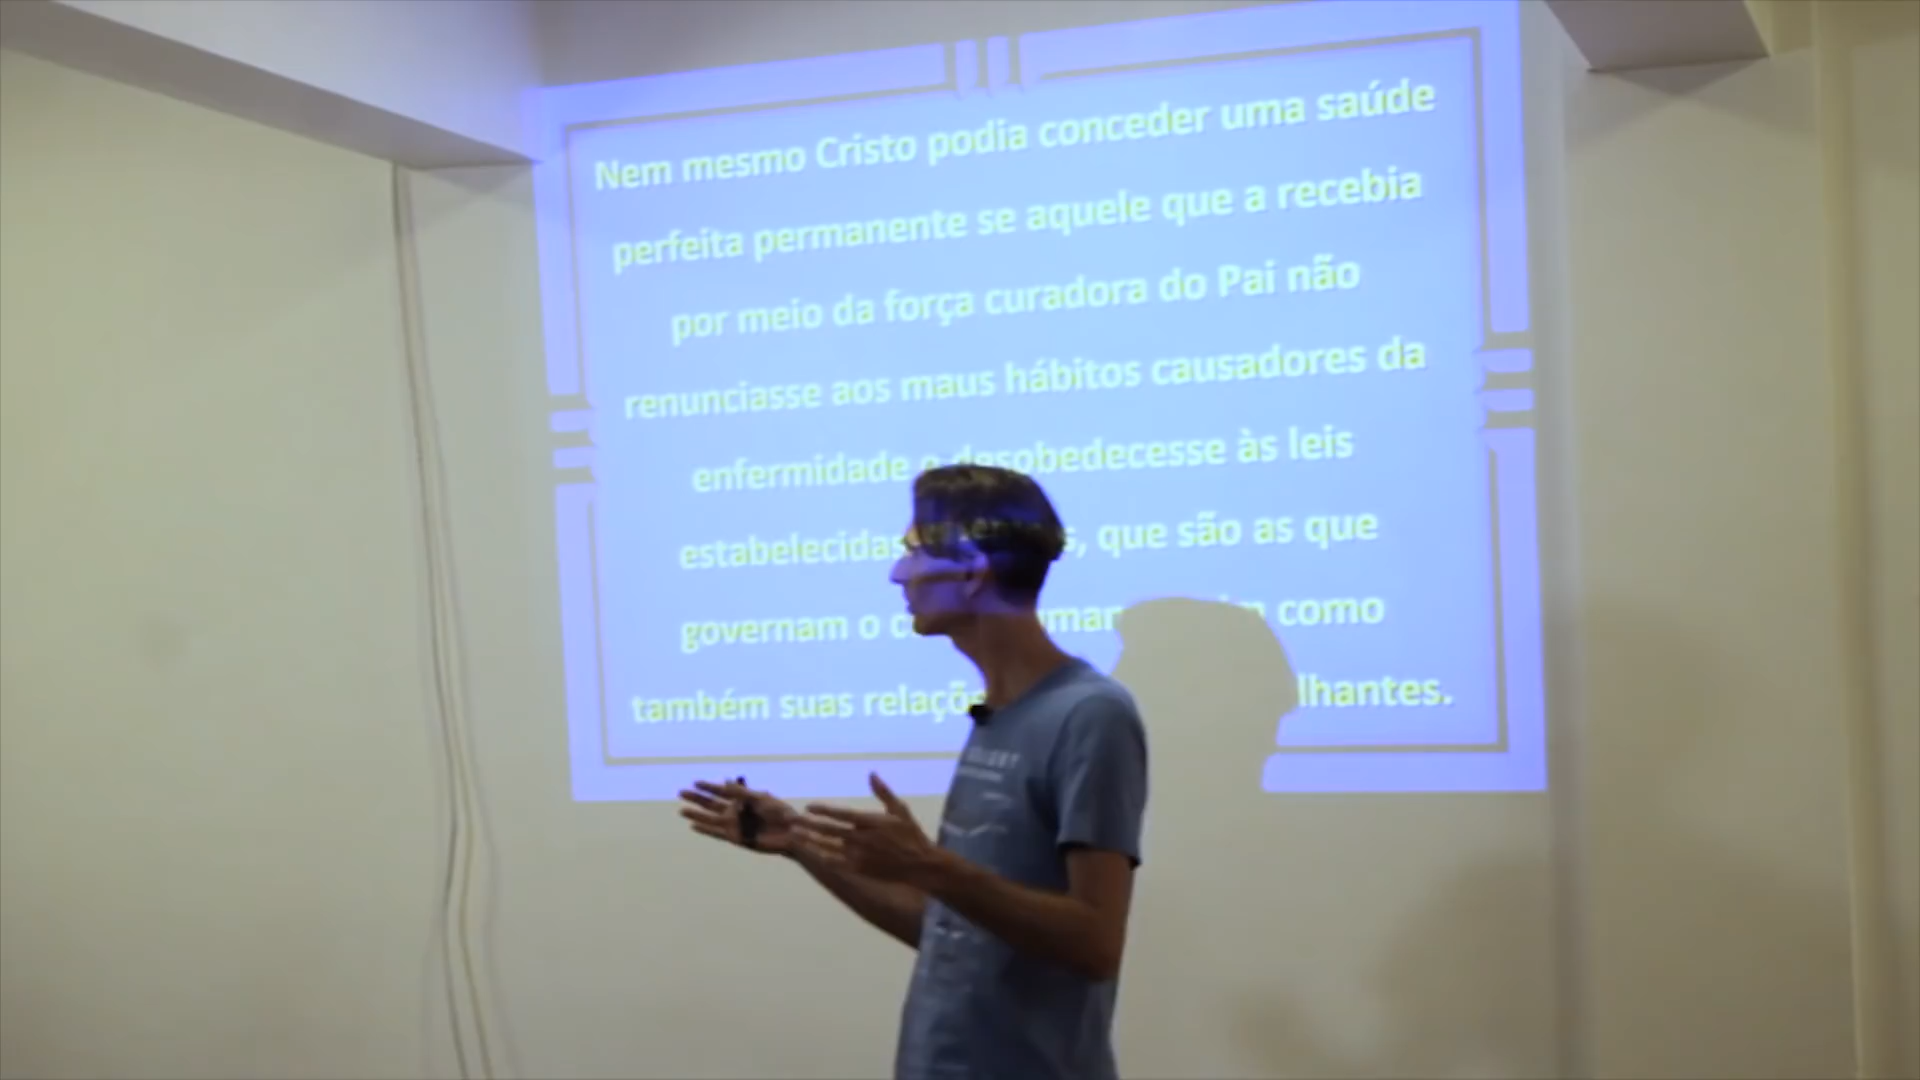 Nem mesmo Cristo podia conceder uma saúde
perfeita permanente se aquele que a recebia
por meio da força curadora do Pai não
renunciasse aos maus hábitos causadores da
enfermidade e desobedecesse às leis
estabelecidas que são as que
governam o como
também suas